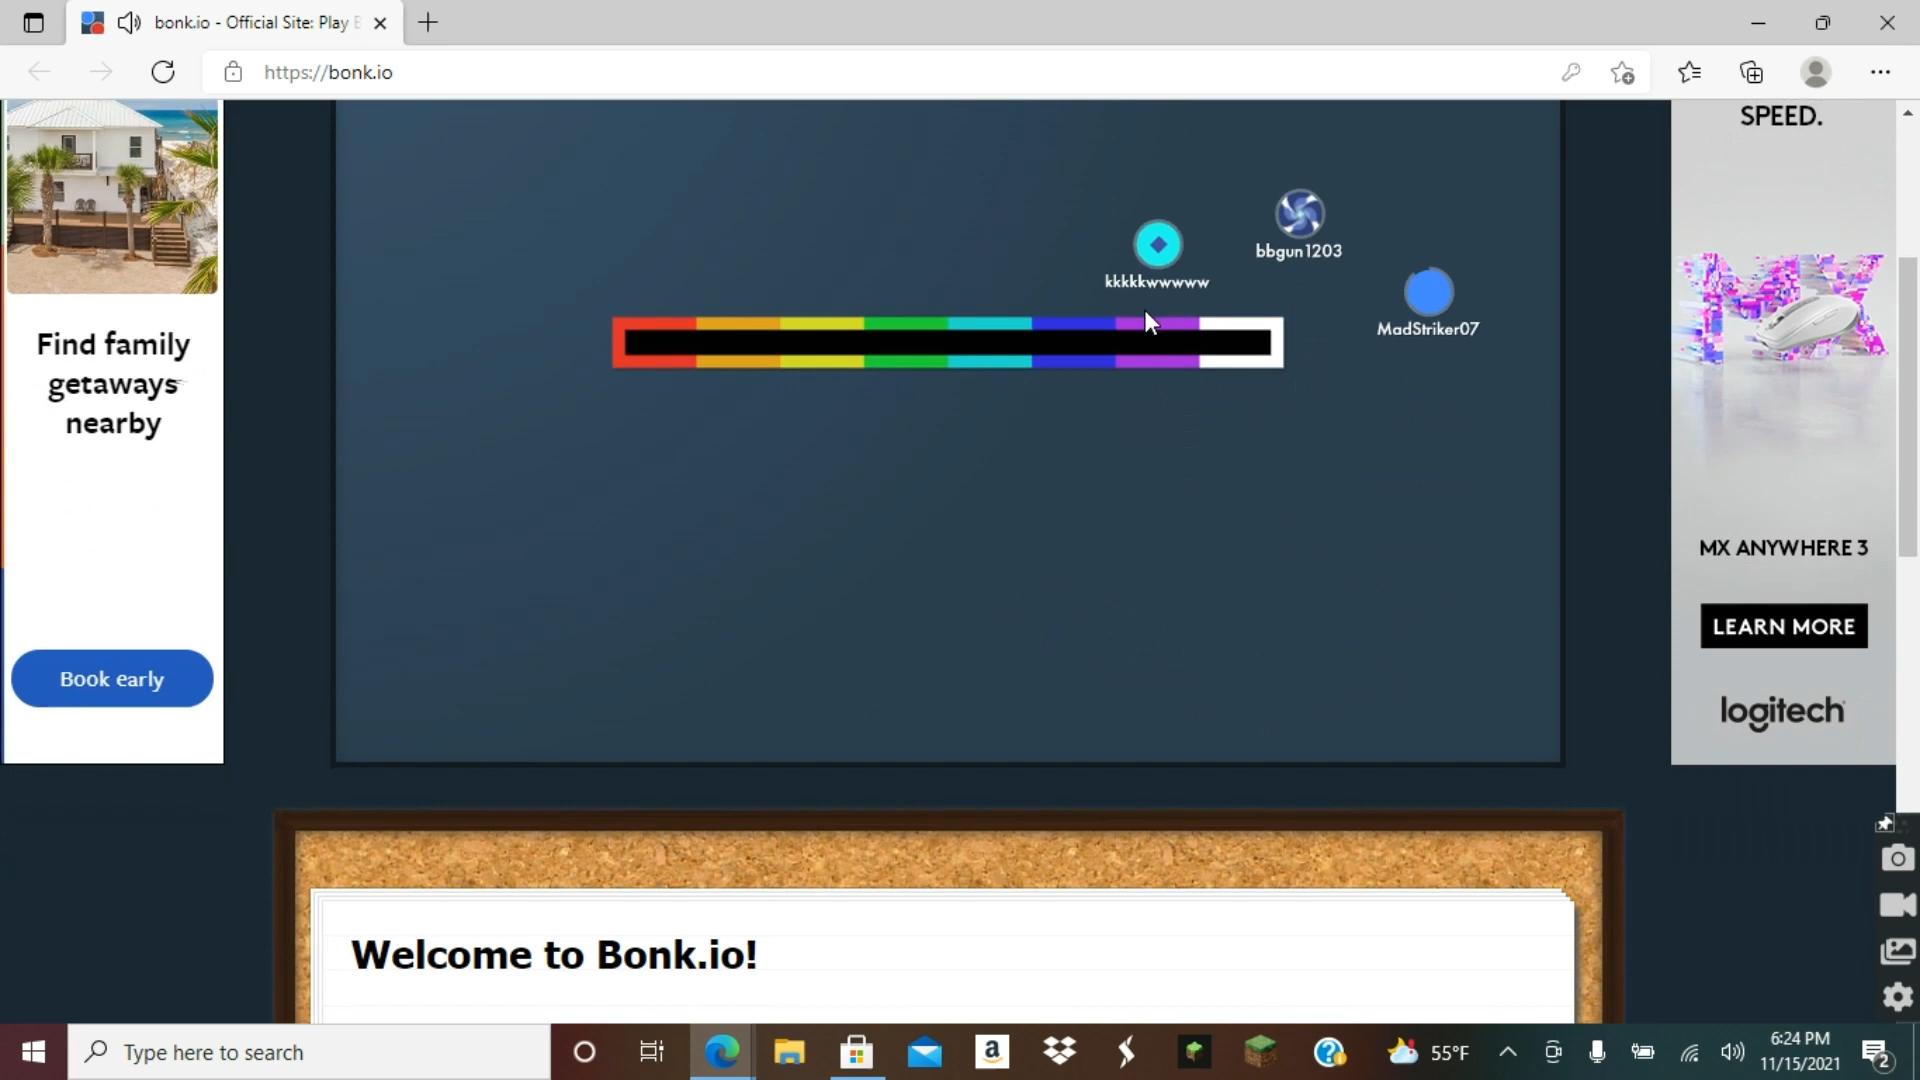 bonk.io - Official Site: Play B
https://bonk.io
SPEED.
bbgun1203
kkkkkwwwww
MadStriker07
Find family
getaways
nearby
MX ANYWHERE 3
LEARN MORE
Book early
logitech
Welcome to Bonk.io!
Type here to search
55°F
6:24 PM
11/15/2021
2